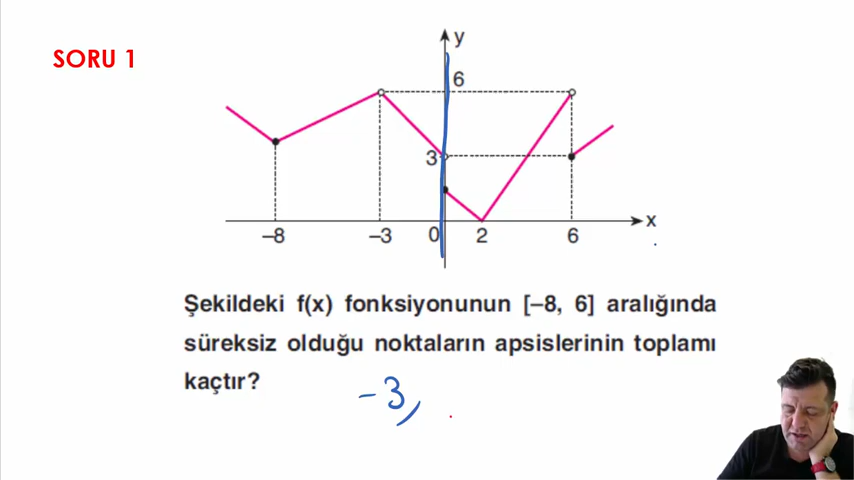 SORU 1
y
6
3
x
–8
–3
0
2
6
Şekildeki f(x) fonksiyonunun [–8, 6] aralığında
süreksiz olduğu noktaların apsislerinin toplamı
kaçtır?
-3,